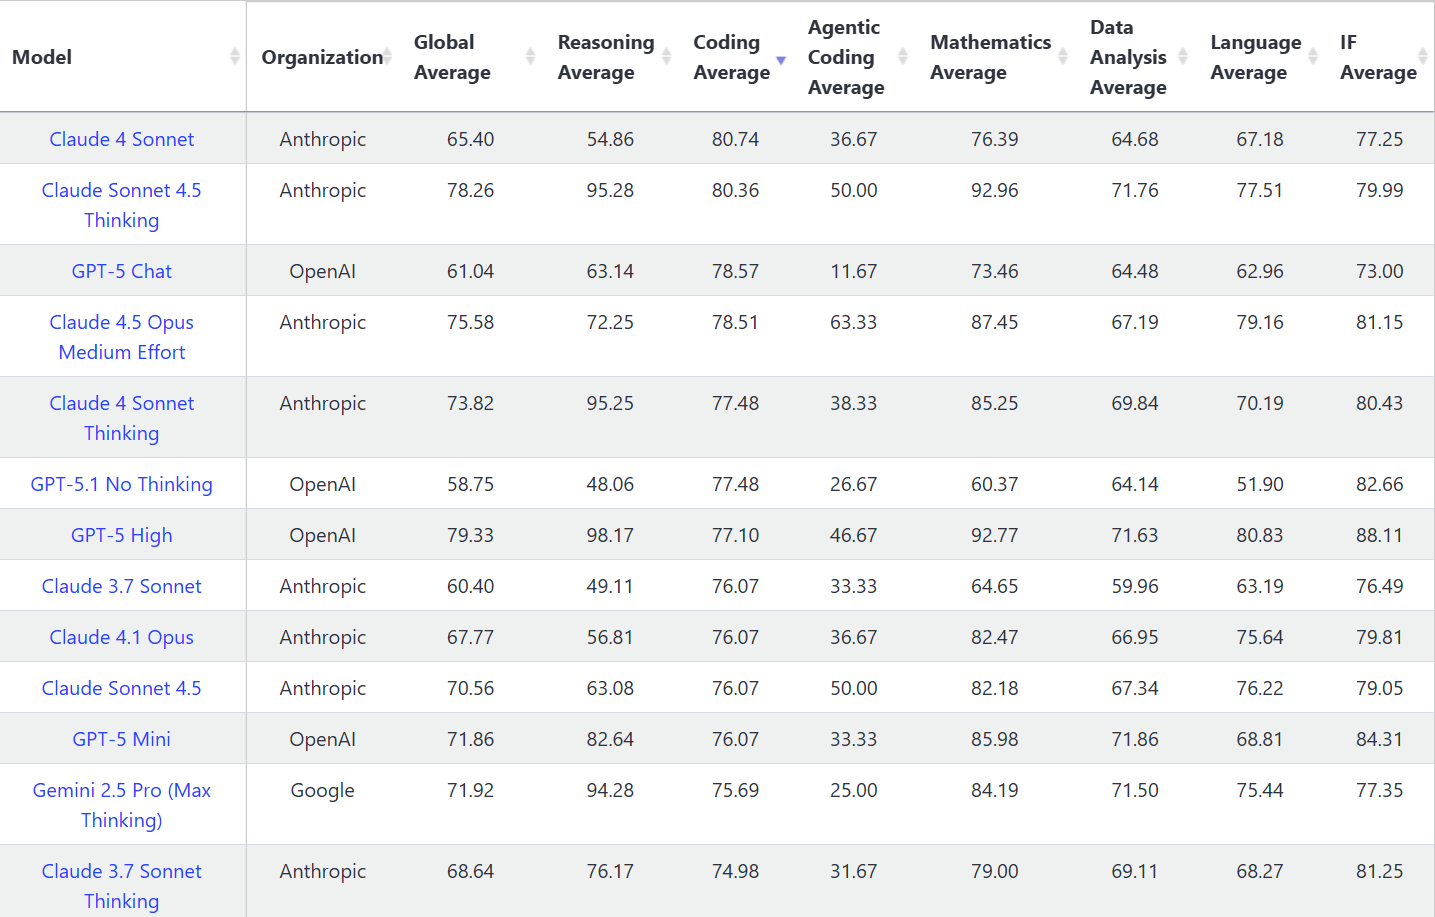 Model Organization Global Average Reasoning Average Coding Average Agentic Coding Average Mathematics Average Data Analysis Average Language Average IF Average
Claude 4 Sonnet Anthropic 65.40 54.86 80.74 36.67 76.39 64.68 67.18 77.25
Claude Sonnet 4.5 Thinking Anthropic 78.26 95.28 80.36 50.00 92.96 71.76 77.51 79.99
GPT-5 Chat OpenAI 61.04 63.14 78.57 11.67 73.46 64.48 62.96 73.00
Claude 4.5 Opus Medium Effort Anthropic 75.58 72.25 78.51 63.33 87.45 67.19 79.16 81.15
Claude 4 Sonnet Thinking Anthropic 73.82 95.25 77.48 38.33 85.25 69.84 70.19 80.43
GPT-5.1 No Thinking OpenAI 58.75 48.06 77.48 26.67 60.37 64.14 51.90 82.66
GPT-5 High OpenAI 79.33 98.17 77.10 46.67 92.77 71.63 80.83 88.11
Claude 3.7 Sonnet Anthropic 60.40 49.11 76.07 33.33 64.65 59.96 63.19 76.49
Claude 4.1 Opus Anthropic 67.77 56.81 76.07 36.67 82.47 66.95 75.64 79.81
Claude Sonnet 4.5 Anthropic 70.56 63.08 76.07 50.00 82.18 67.34 76.22 79.05
GPT-5 Mini OpenAI 71.86 82.64 76.07 33.33 85.98 71.86 68.81 84.31
Gemini 2.5 Pro (Max Thinking) Google 71.92 94.28 75.69 25.00 84.19 71.50 75.44 77.35
Claude 3.7 Sonnet Thinking Anthropic 68.64 76.17 74.98 31.67 79.00 69.11 68.27 81.25